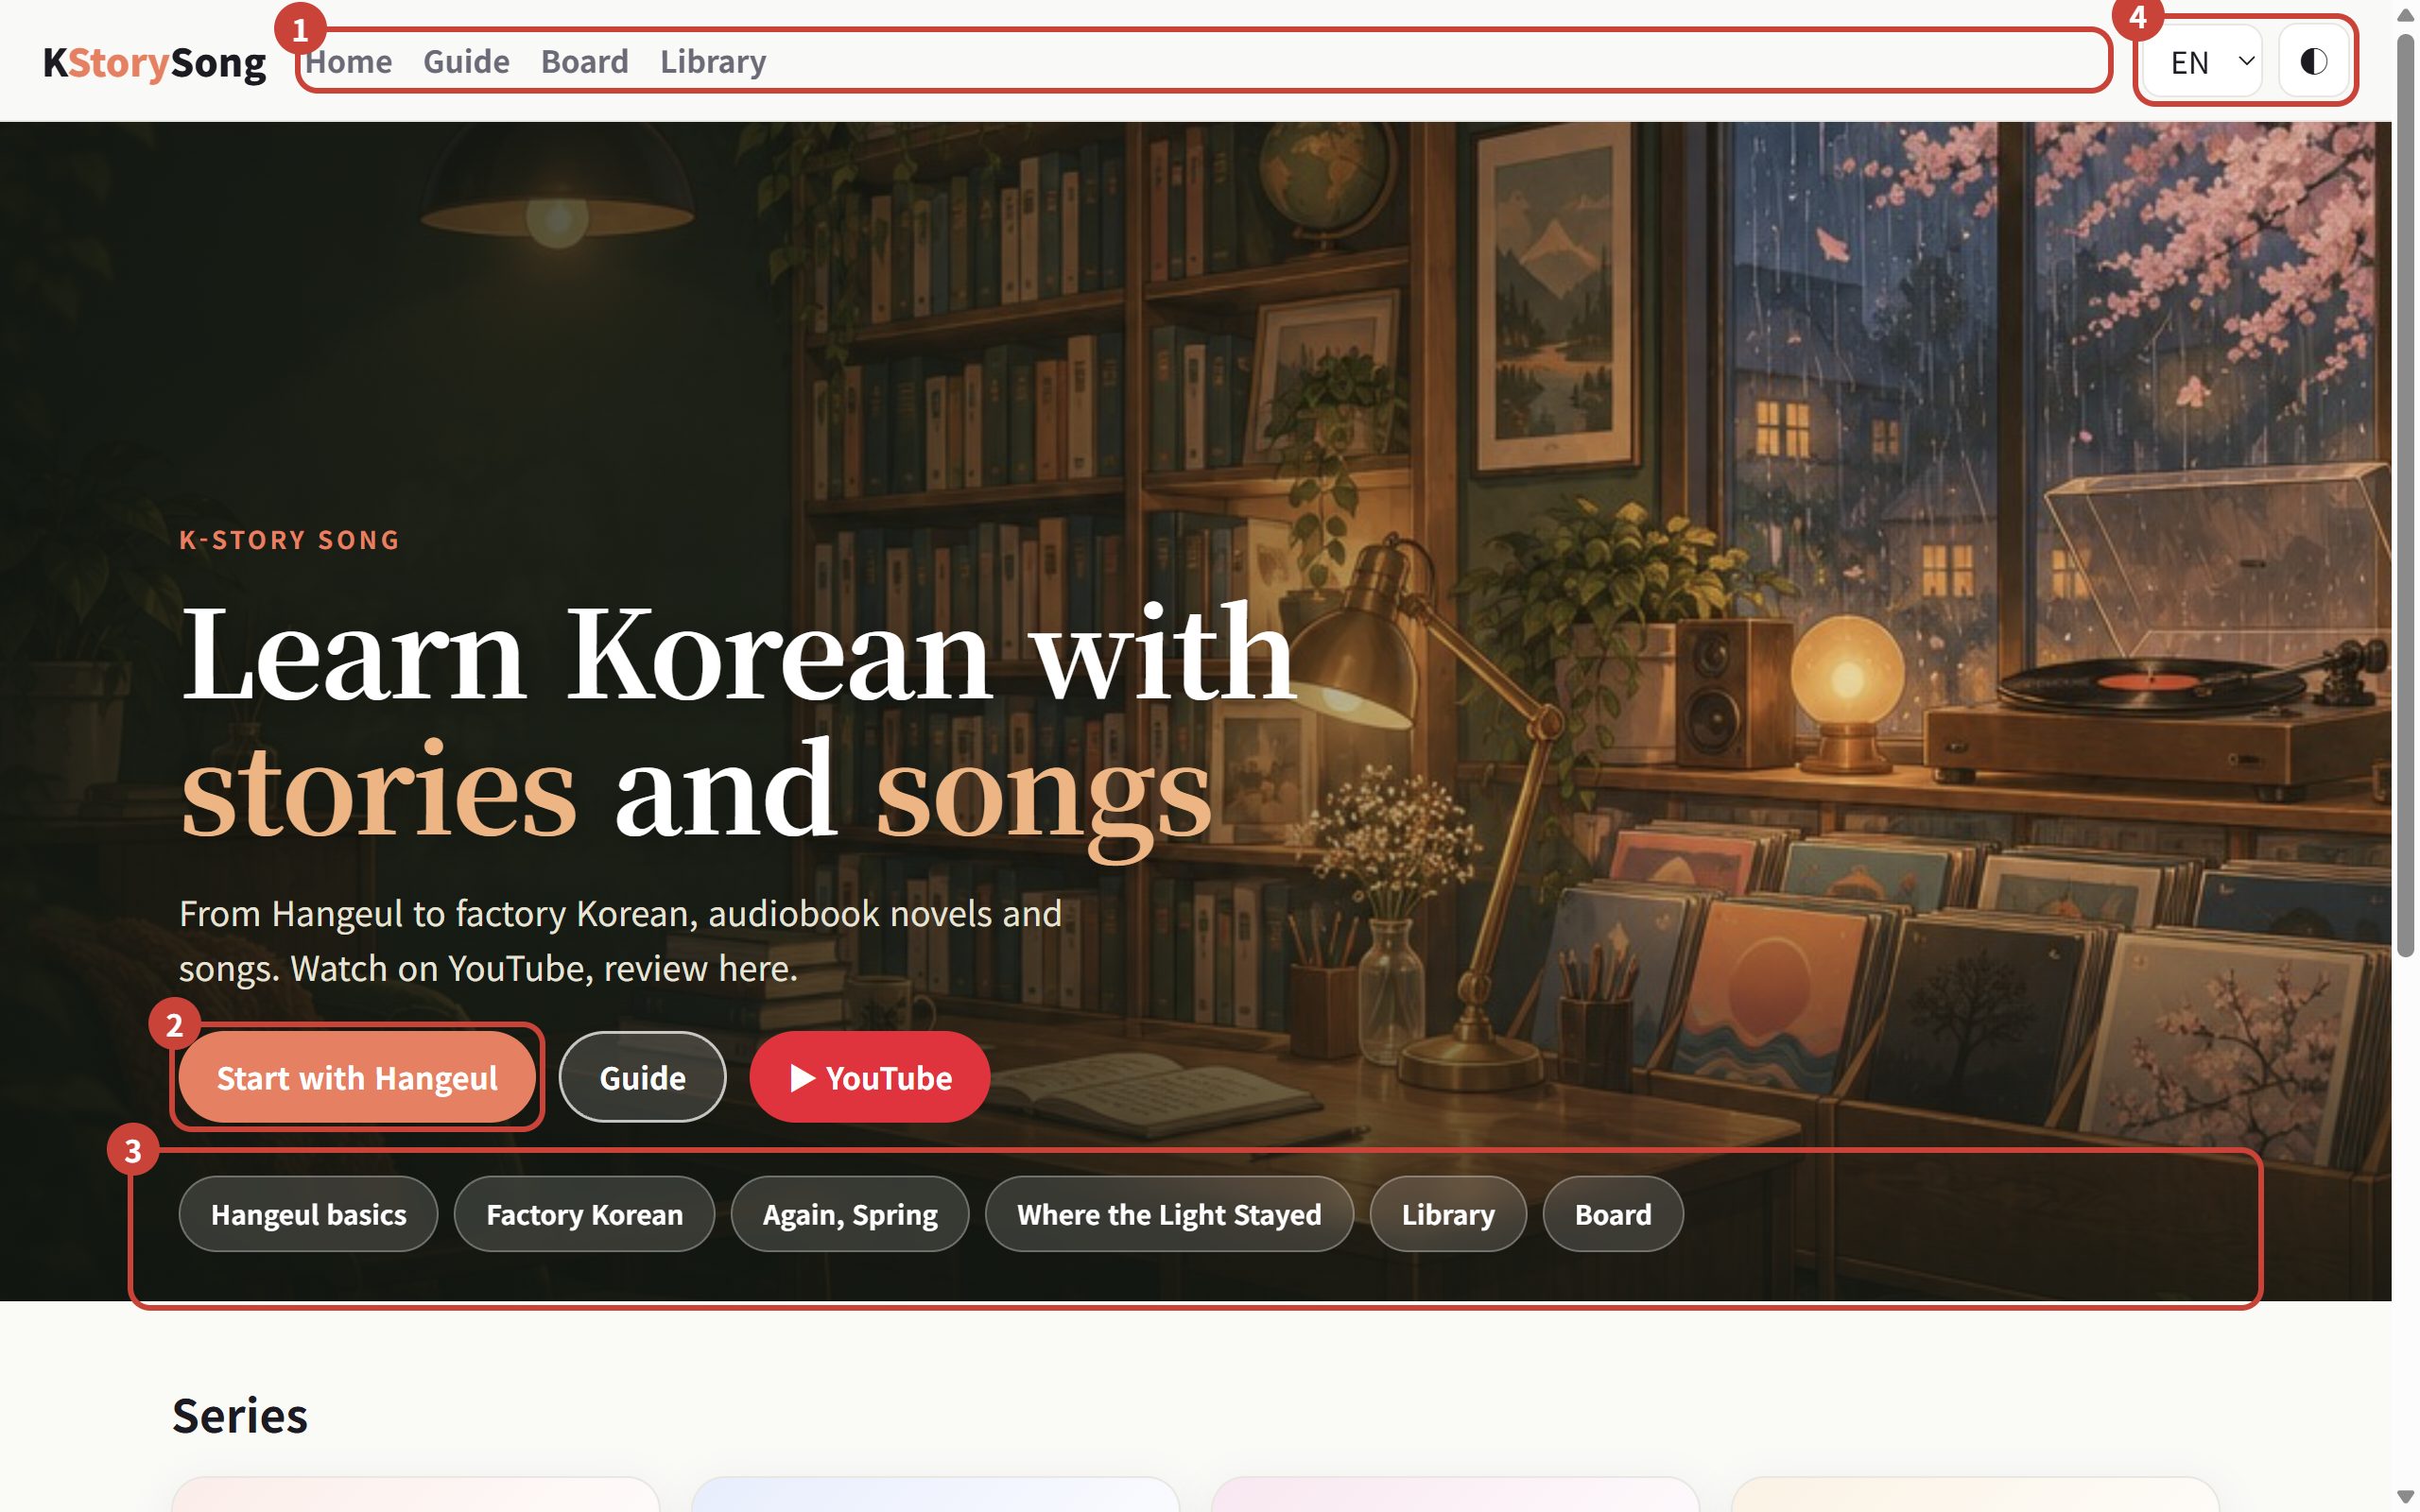 1
4
KStorySong
Home Guide Board Library
EN
K-STORY SONG
Learn Korean with
stories and songs
From Hangeul to factory Korean, audiobook novels and
songs. Watch on YouTube, review here.
2
Start with Hangeul
Guide
▶ YouTube
3
Hangeul basics
Factory Korean
Again, Spring
Where the Light Stayed
Library
Board
Series